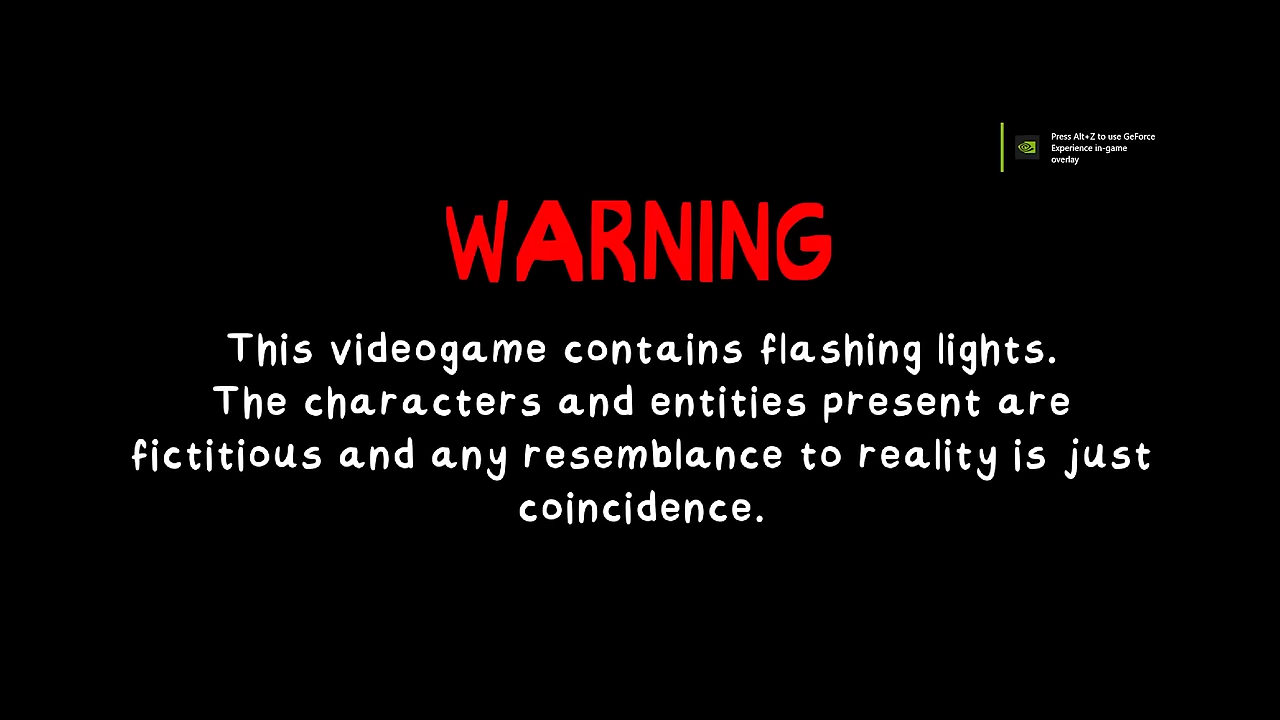 Press Alt+Z to use GeForce
Experience in-game
overlay
WARNING
This videogame contains flashing lights.
The characters and entities present are
fictitious and any resemblance to reality is just
coincidence.